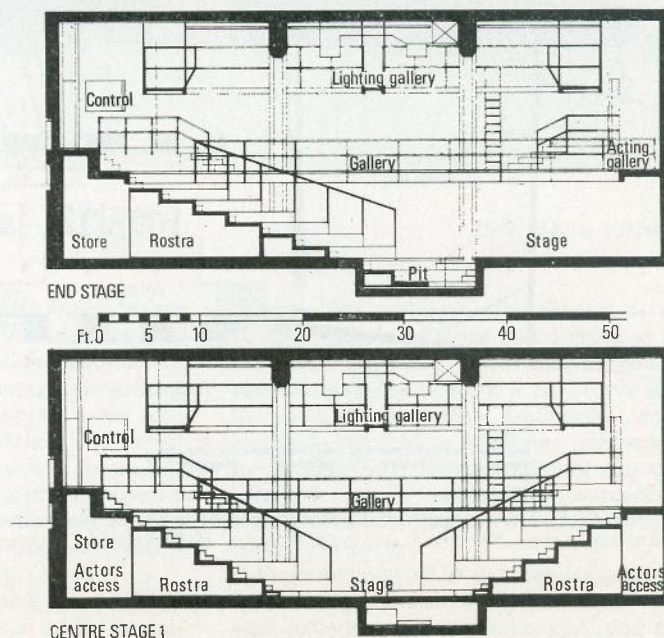 Lighting gallery
Control
Gallery
Acting
gallery
Store
Rostra
Stage
Pit
END STAGE
Ft.0 5 10 20 30 40 50
Lighting gallery
Control
Gallery
Store
Actors
access
Rostra
Stage
Rostra
Actors
access
CENTRE STAGE 1